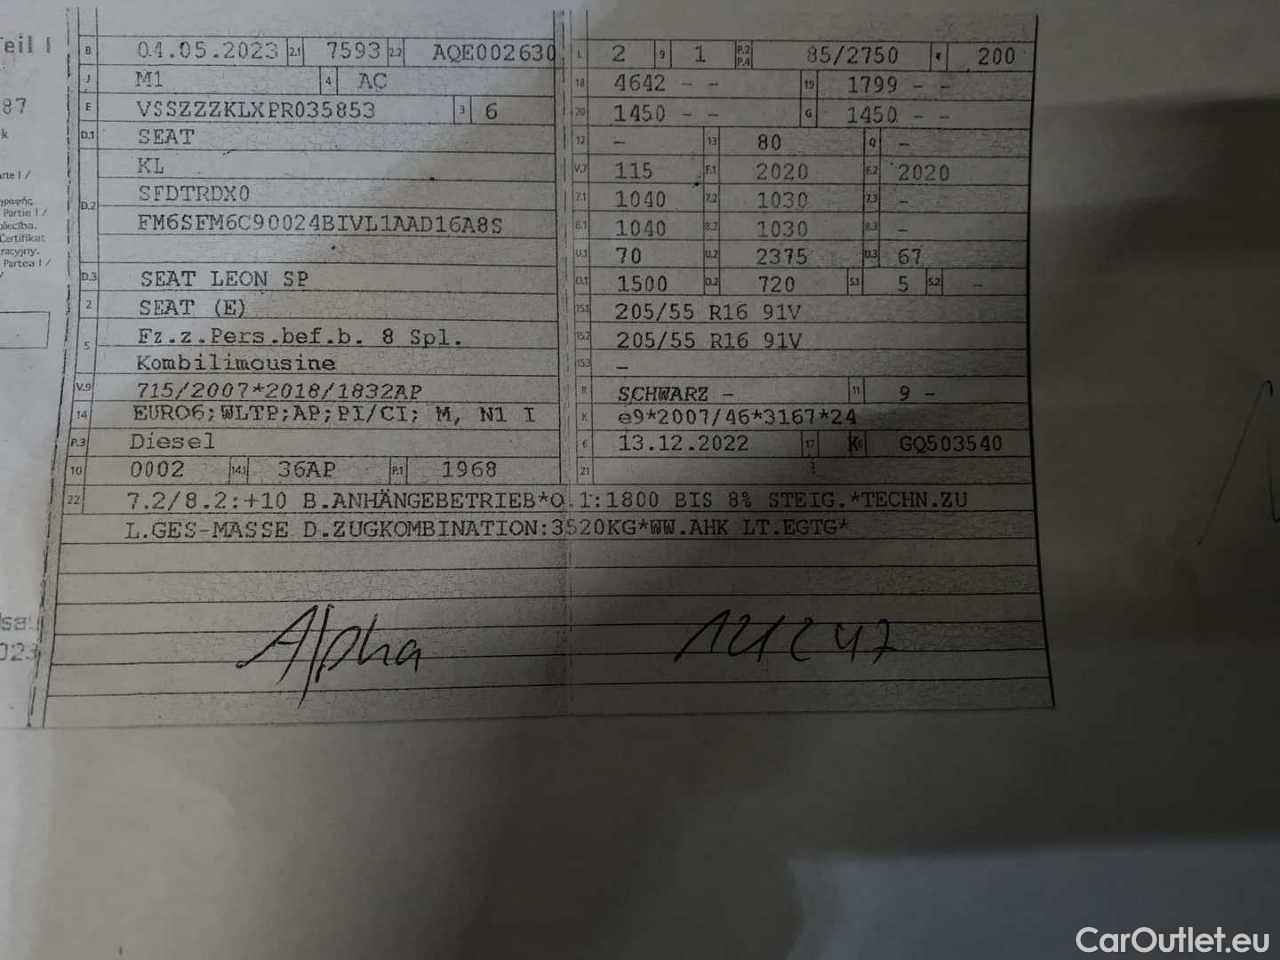 Teil I
87
k
arte I /
Partie I /
Certifikat
Partea I /
B 04.05.2023 2.1 7593 2.2 AQE002630
J M1 4 AC
E VSSZZZKLXPR035853 3 6
D.1 SEAT
D.2 KL
SFDTRDX0
FM6SFM6C90024BIVL1AAD16A8S
D.3 SEAT LEON SP
2 SEAT (E)
5 Fz.z.Pers.bef.b. 8 Spl.
Kombilimousine
V.9 715/2007*2018/1832AP
14 EURO6;WLTP;AP;PI/CI; M, N1 I
P.3 Diesel
10 0002 14.1 36AP P.1 1968
L 2 9 1 P.2 P.4 85/2750 T 200
18 4642 - - 19 1799 - -
20 1450 - - G 1450 - -
12 - 13 80 Q -
V.7 115 F.1 2020 F.2 2020
7.1 1040 7.2 1030 7.3 -
8.1 1040 8.2 1030 8.3 -
U.1 70 U.2 2375 U.3 67
O.1 1500 O.2 720 S.1 5 S.2 -
15.1 205/55 R16 91V
15.2 205/55 R16 91V
15.3 -
R SCHWARZ - 11 9 -
K e9*2007/46*3167*24
6 13.12.2022 17 K 16 GQ503540
21
22 7.2/8.2:+10 B.ANHÄNGEBETRIEB*O.1:1800 BIS 8% STEIG.*TECHN.ZU
L.GES-MASSE D.ZUGKOMBINATION:3520KG*WW.AHK LT.EGTG*
Alpha 121247
023
CarOutlet.eu